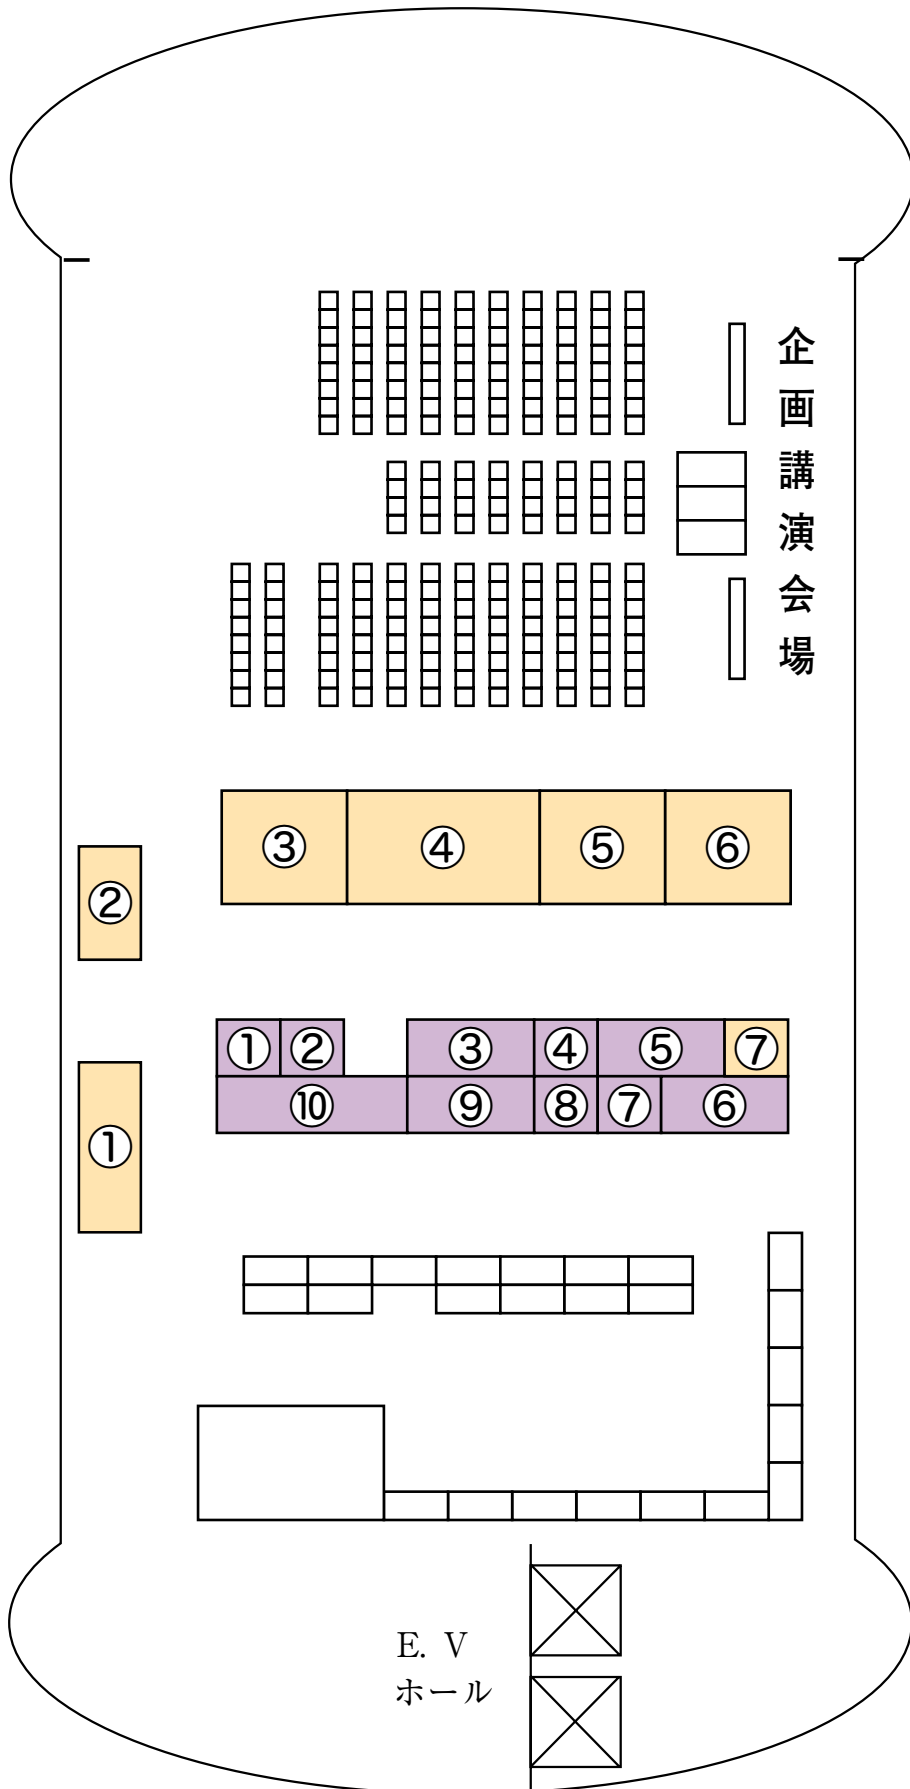 企画講演会場
③ ④ ⑤ ⑥
②
① ② ③ ④ ⑤ ⑦
⑩ ⑨ ⑧ ⑦ ⑥
①
E. V
ホール